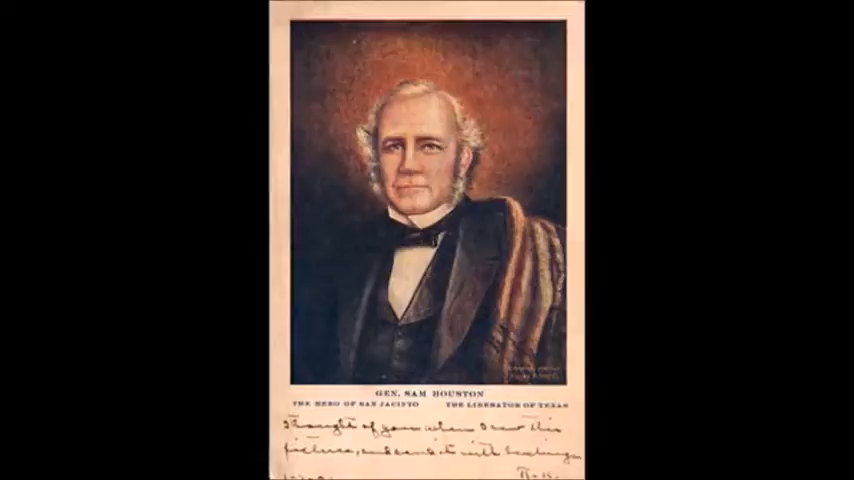 GEN. SAM HOUSTON
THE HERO OF SAN JACINTO THE LIBERATOR OF TEXAS
Thought of you when I saw this
picture, and send it with
R.R.